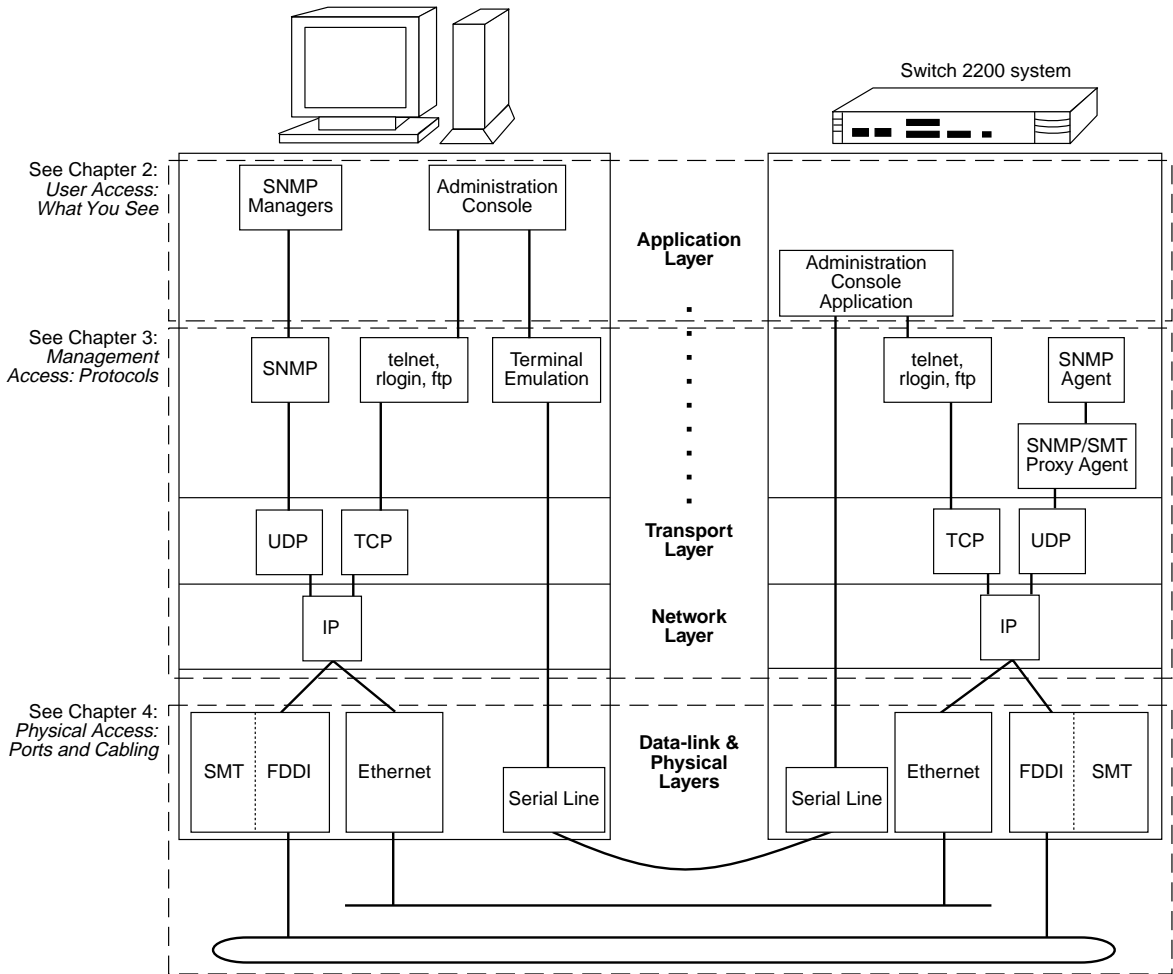 Switch 2200 system
See Chapter 2:
User Access:
What You See
SNMP
Managers
Administration
Console
Application
Layer
Administration
Console
Application
See Chapter 3:
Management
Access: Protocols
SNMP
telnet,
rlogin, ftp
Terminal
Emulation
telnet,
rlogin, ftp
SNMP
Agent
SNMP/SMT
Proxy Agent
UDP
TCP
Transport
Layer
TCP
UDP
IP
Network
Layer
IP
See Chapter 4:
Physical Access:
Ports and Cabling
SMT
FDDI
Ethernet
Serial Line
Data-link &
Physical
Layers
Serial Line
Ethernet
FDDI
SMT